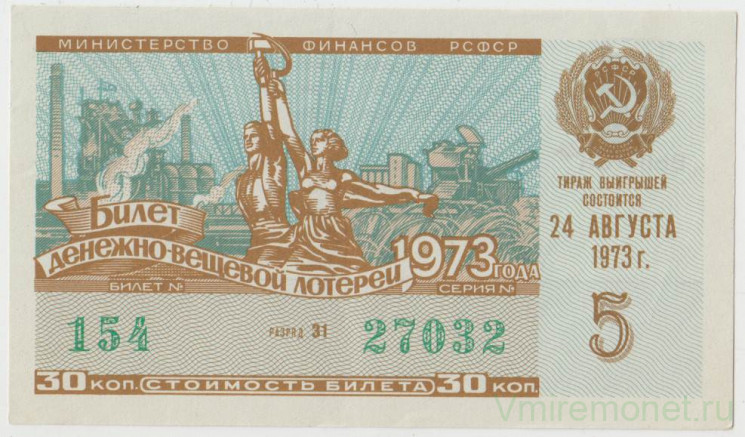 МИНИСТЕРСТВО ФИНАНСОВ РСФСР
РСФСР
ТИРАЖ ВЫИГРЫШЕЙ
СОСТОИТСЯ
24 АВГУСТА
1973 г.
5
Билет
денежно-вещевой лотереи 1973 года
БИЛЕТ № СЕРИЯ №
154 РАЗРЯД 31 27032
30 КОП. СТОИМОСТЬ БИЛЕТА 30 КОП.
Vmiremonet.ru